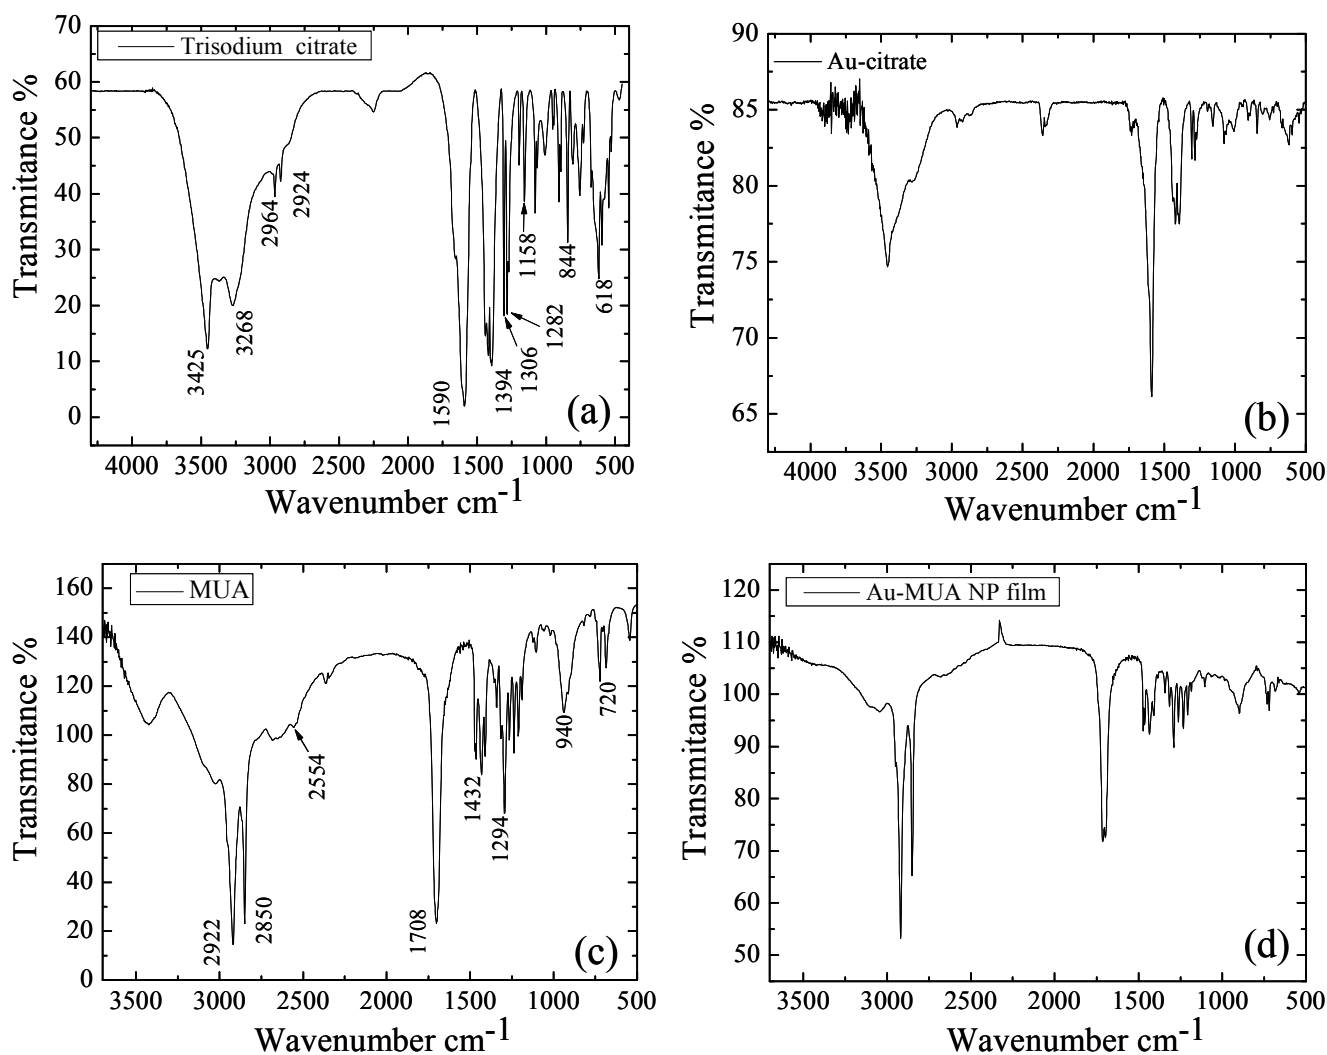 Trisodium citrate
Transmitance %
70
60
50
40
30
20
10
0
3425
3268
2964
2924
1590
1394
1306
1282
1158
844
618
(a)
4000 3500 3000 2500 2000 1500 1000 500
Wavenumber cm-1
Au-citrate
Transmitance %
90
85
80
75
70
65
(b)
4000 3500 3000 2500 2000 1500 1000 500
Wavenumber cm-1
MUA
Transmitance %
160
140
120
100
80
60
40
20
0
2922
2850
2554
1708
1432
1294
940
720
(c)
3500 3000 2500 2000 1500 1000 500
Wavenumber cm-1
Au-MUA NP film
Transmitance %
120
110
100
90
80
70
60
50
(d)
3500 3000 2500 2000 1500 1000 500
Wavenumber cm-1